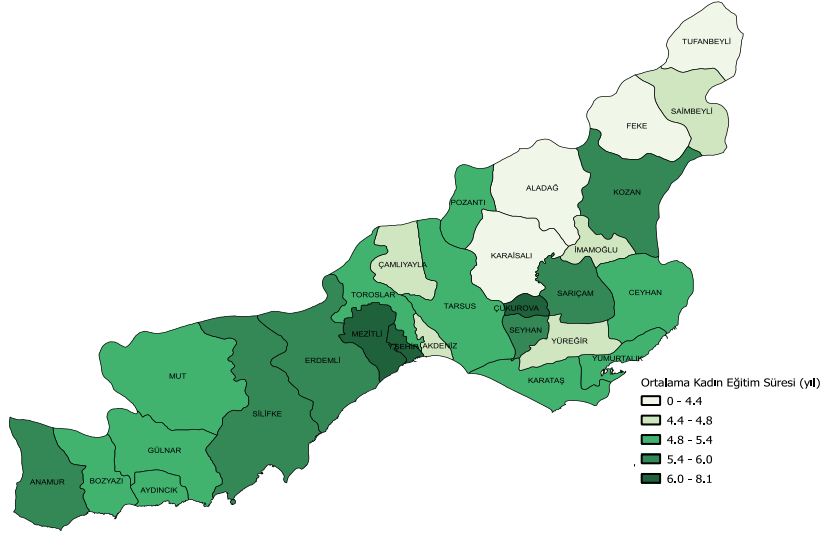 TUFANBEYLİ
SAİMBEYLİ
FEKE
KOZAN
ALADAĞ
POZANTI
KARAİSALI
İMAMOĞLU
ÇAMLIYAYLA
TOROSLAR
TARSUS
SARIÇAM
CEYHAN
ÇUKUROVA
SEYHAN
YÜREĞİR
MEZİTLİ
Y.ŞEHİR
AKDENİZ
ERDEMLİ
YUMURTALIK
KARATAŞ
MUT
SİLİFKE
GÜLNAR
ANAMUR
BOZYAZI
AYDINCIK
Ortalama Kadın Eğitim Süresi (yıl)
0 - 4.4
4.4 - 4.8
4.8 - 5.4
5.4 - 6.0
6.0 - 8.1